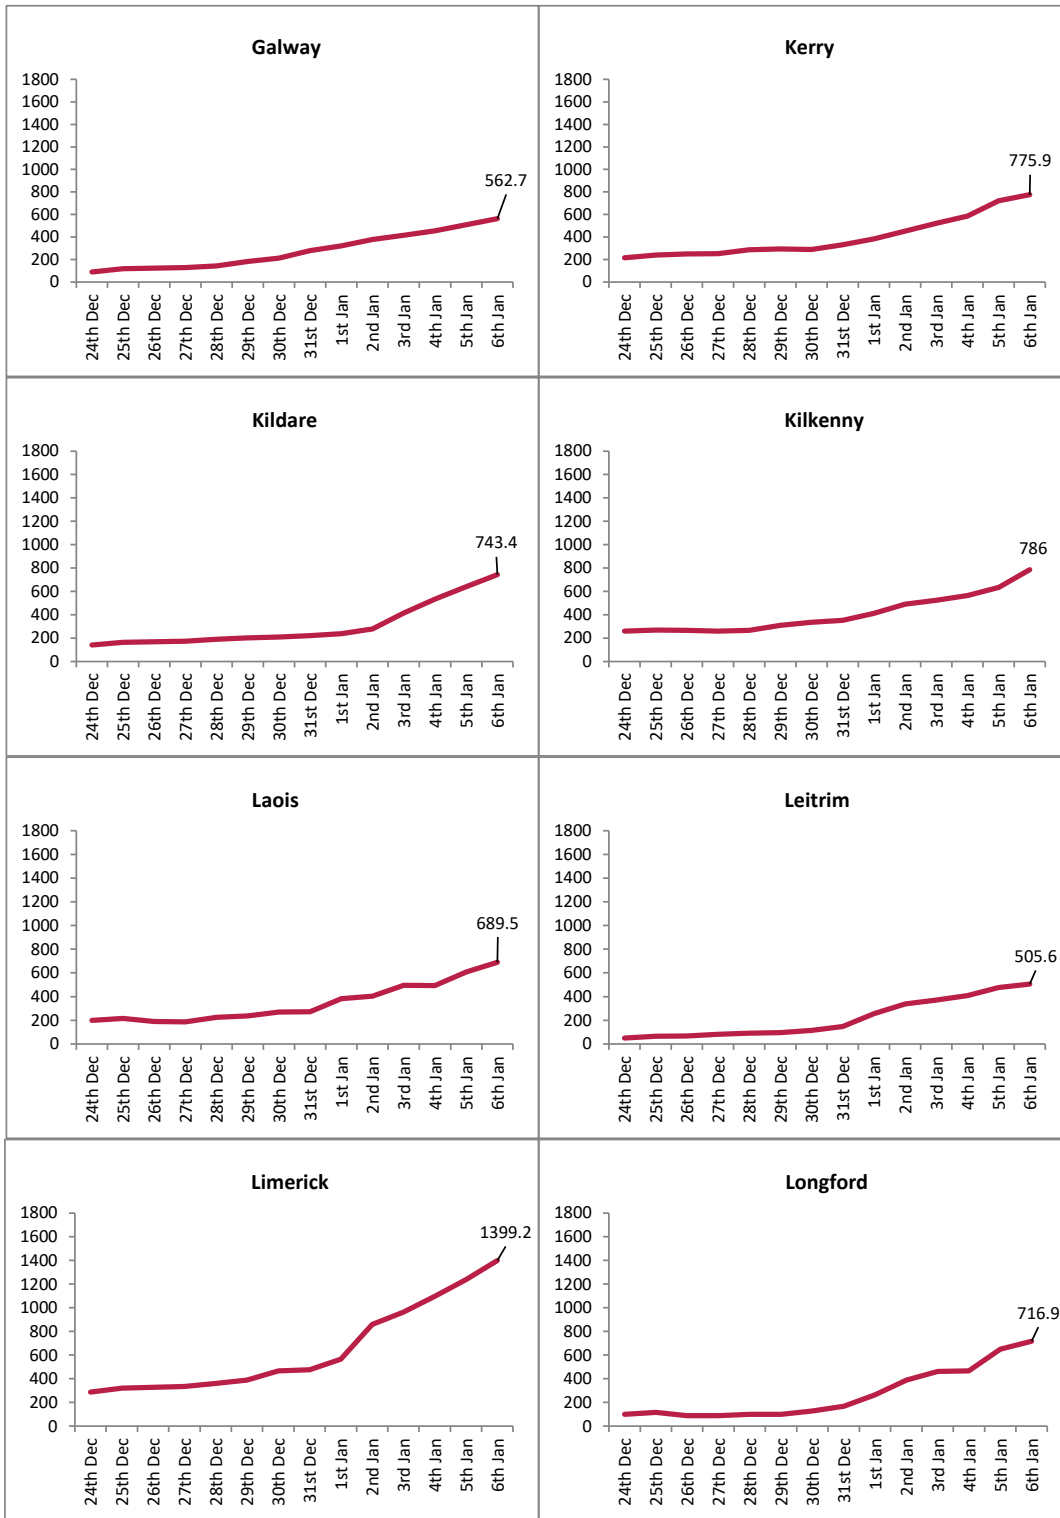 Galway
1800
1600
1400
1200
1000
800
600
400
200
0
562.7
24th Dec
25th Dec
26th Dec
27th Dec
28th Dec
29th Dec
30th Dec
31st Dec
1st Jan
2nd Jan
3rd Jan
4th Jan
5th Jan
6th Jan
Kerry
1800
1600
1400
1200
1000
800
600
400
200
0
775.9
24th Dec
25th Dec
26th Dec
27th Dec
28th Dec
29th Dec
30th Dec
31st Dec
1st Jan
2nd Jan
3rd Jan
4th Jan
5th Jan
6th Jan
Kildare
1800
1600
1400
1200
1000
800
600
400
200
0
743.4
24th Dec
25th Dec
26th Dec
27th Dec
28th Dec
29th Dec
30th Dec
31st Dec
1st Jan
2nd Jan
3rd Jan
4th Jan
5th Jan
6th Jan
Kilkenny
1800
1600
1400
1200
1000
800
600
400
200
0
786
24th Dec
25th Dec
26th Dec
27th Dec
28th Dec
29th Dec
30th Dec
31st Dec
1st Jan
2nd Jan
3rd Jan
4th Jan
5th Jan
6th Jan
Laois
1800
1600
1400
1200
1000
800
600
400
200
0
689.5
24th Dec
25th Dec
26th Dec
27th Dec
28th Dec
29th Dec
30th Dec
31st Dec
1st Jan
2nd Jan
3rd Jan
4th Jan
5th Jan
6th Jan
Leitrim
1800
1600
1400
1200
1000
800
600
400
200
0
505.6
24th Dec
25th Dec
26th Dec
27th Dec
28th Dec
29th Dec
30th Dec
31st Dec
1st Jan
2nd Jan
3rd Jan
4th Jan
5th Jan
6th Jan
Limerick
1800
1600
1400
1200
1000
800
600
400
200
0
1399.2
24th Dec
25th Dec
26th Dec
27th Dec
28th Dec
29th Dec
30th Dec
31st Dec
1st Jan
2nd Jan
3rd Jan
4th Jan
5th Jan
6th Jan
Longford
1800
1600
1400
1200
1000
800
600
400
200
0
716.9
24th Dec
25th Dec
26th Dec
27th Dec
28th Dec
29th Dec
30th Dec
31st Dec
1st Jan
2nd Jan
3rd Jan
4th Jan
5th Jan
6th Jan